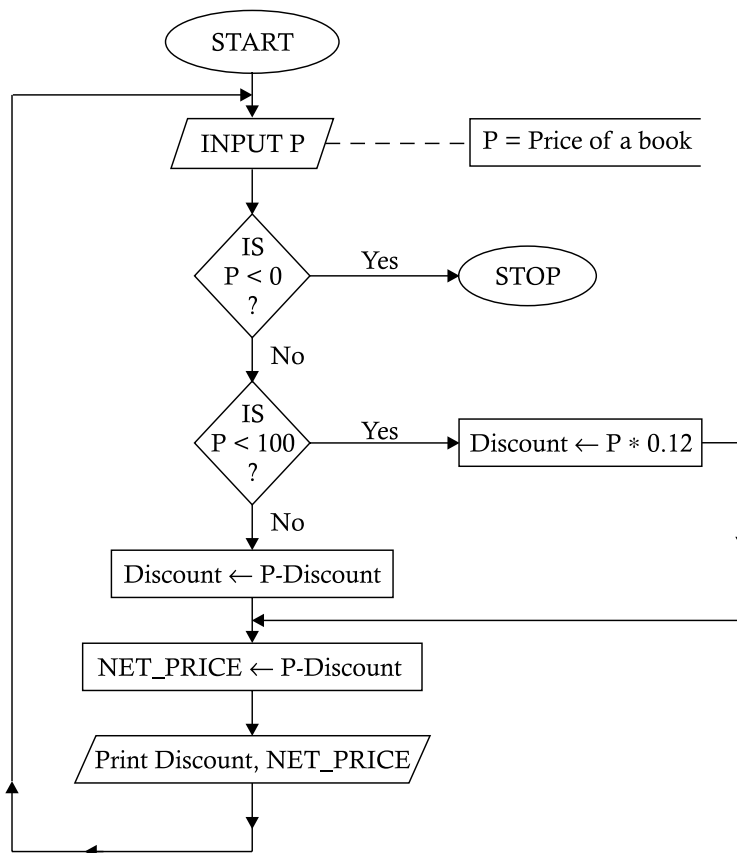 START
INPUT P
P = Price of a book
IS
P < 0
?
Yes
STOP
No
IS
P < 100
?
Yes
Discount ← P * 0.12
No
Discount ← P-Discount
NET_PRICE ← P-Discount
Print Discount, NET_PRICE